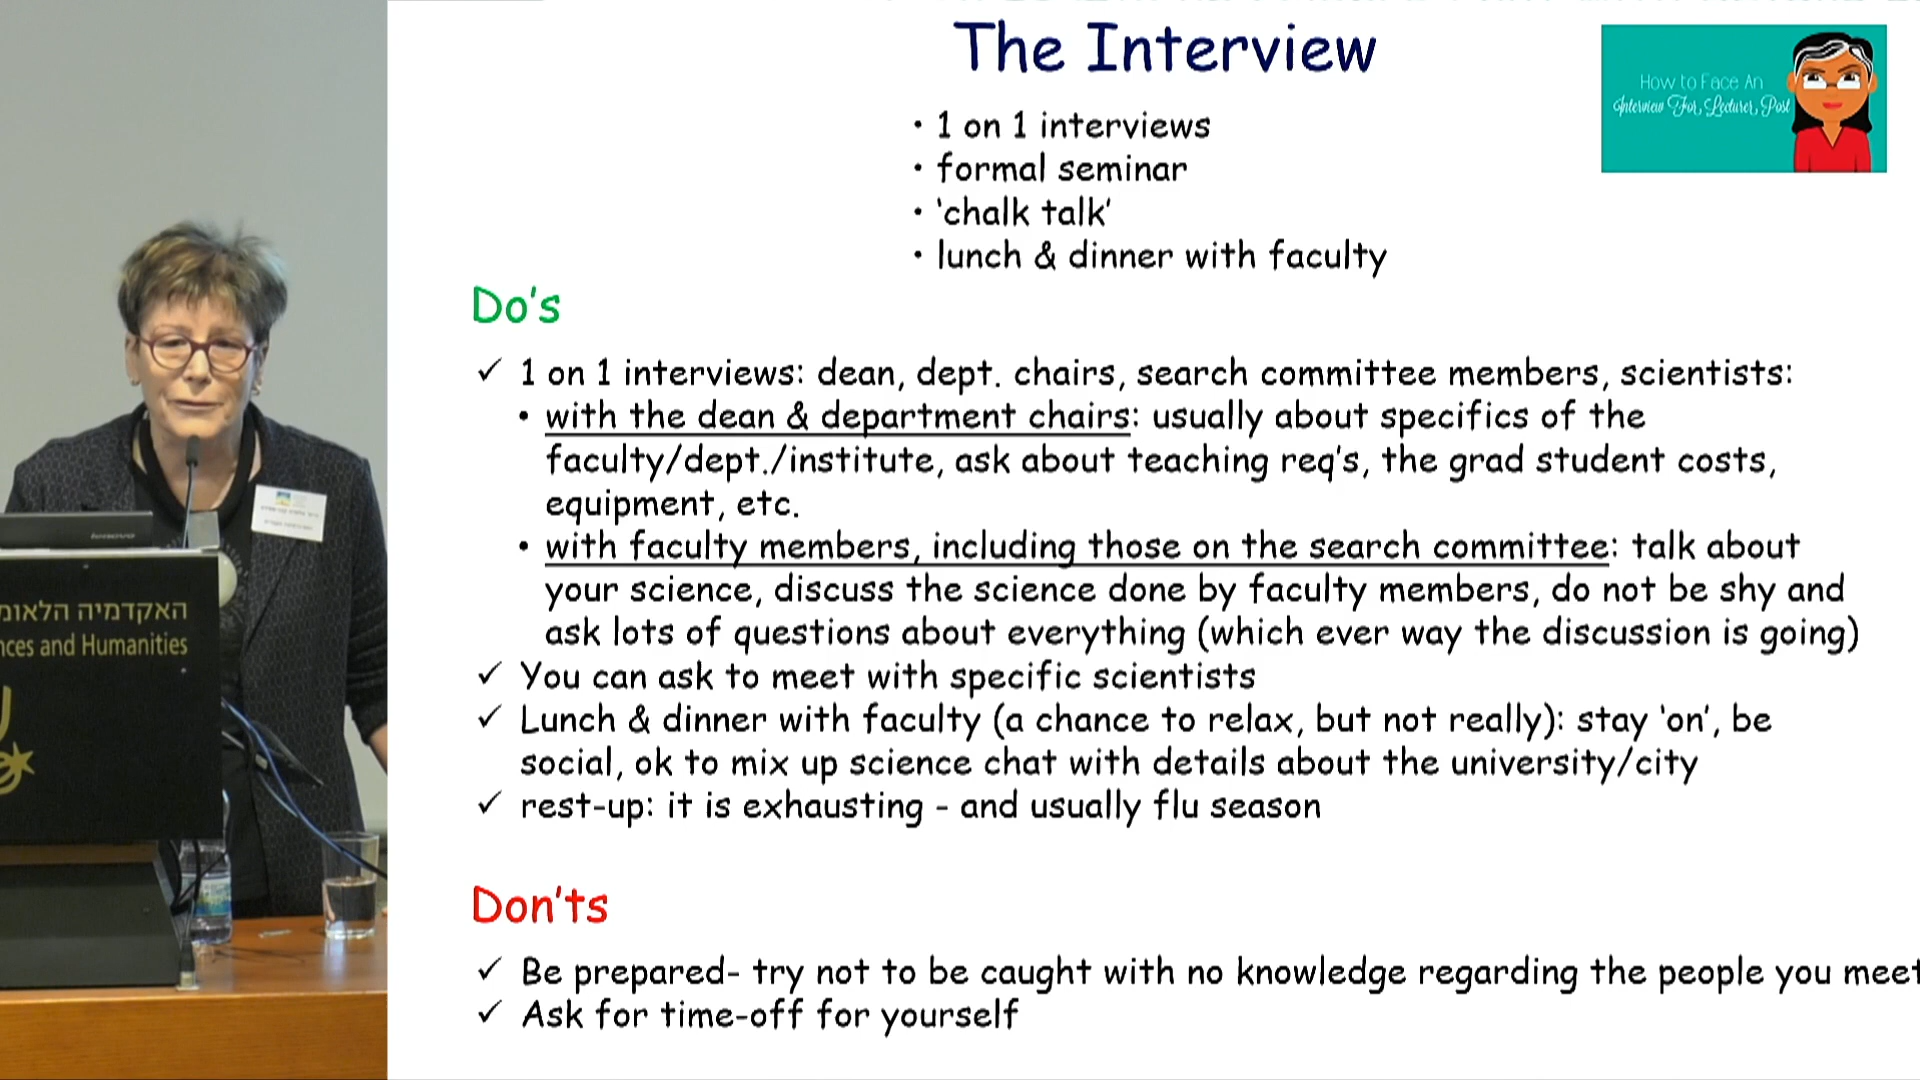 The Interview
How to Face An
Interview For Lecturer Post
• 1 on 1 interviews
• formal seminar
• 'chalk talk'
• lunch & dinner with faculty
Do's
✓ 1 on 1 interviews: dean, dept. chairs, search committee members, scientists:
• with the dean & department chairs: usually about specifics of the
faculty/dept./institute, ask about teaching req's, the grad student costs,
equipment, etc.
• with faculty members, including those on the search committee: talk about
your science, discuss the science done by faculty members, do not be shy and
ask lots of questions about everything (which ever way the discussion is going)
✓ You can ask to meet with specific scientists
✓ Lunch & dinner with faculty (a chance to relax, but not really): stay 'on', be
social, ok to mix up science chat with details about the university/city
✓ rest-up: it is exhausting - and usually flu season
Don'ts
✓ Be prepared- try not to be caught with no knowledge regarding the people you meet
✓ Ask for time-off for yourself
lenovo
האקדמיה הלאומ
nces and Humanities